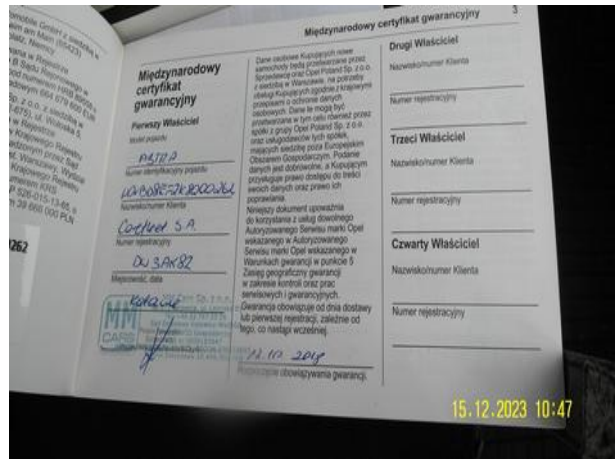 Międzynarodowy certyfikat gwarancyjny 3
Międzynarodowy
certyfikat
gwarancyjny
Pierwszy Właściciel
Model pojazdu
Numer identyfikacyjny pojazdu
Nazwisko/numer Klienta
Carefleet S.A.
Numer rejestracyjny
DW 3AK82
Miejscowość, data
MM
CARS
Dane osobowe Kupujących nowe
samochody będą przetwarzane przez
Sprzedawcę oraz Opel Poland Sp. z o.o.
z siedzibą w Warszawie, na potrzeby
obsługi Kupujących zgodnie z krajowymi
przepisami o ochronie danych
osobowych. Dane te mogą być
przetwarzane w tym celu również przez
spółki z grupy Opel Poland Sp. z o.o.
oraz usługodawców tych spółek,
mających siedzibę poza Europejskim
Obszarem Gospodarczym. Podanie
danych jest dobrowolne, a Kupującym
przysługuje prawo dostępu do treści
swoich danych oraz prawo ich
poprawiania.
Niniejszy dokument upoważnia
do korzystania z usług dowolnego
Autoryzowanego Serwisu marki Opel
wskazanego w Autoryzowanego
Serwisu marki Opel wskazanego w
Warunkach gwarancji w punkcie 5
Zasięg geograficzny gwarancji
w zakresie kontroli oraz prac
serwisowych i gwarancyjnych.
Gwarancja obowiązuje od dnia dostawy
lub pierwszej rejestracji, zależnie od
tego, co nastąpi wcześniej.
Rozpoczęcie obowiązywania gwarancji.
Drugi Właściciel
Nazwisko/numer Klienta
Numer rejestracyjny
Trzeci Właściciel
Nazwisko/numer Klienta
Numer rejestracyjny
Czwarty Właściciel
Nazwisko/numer Klienta
Numer rejestracyjny
15.12.2023 10:47